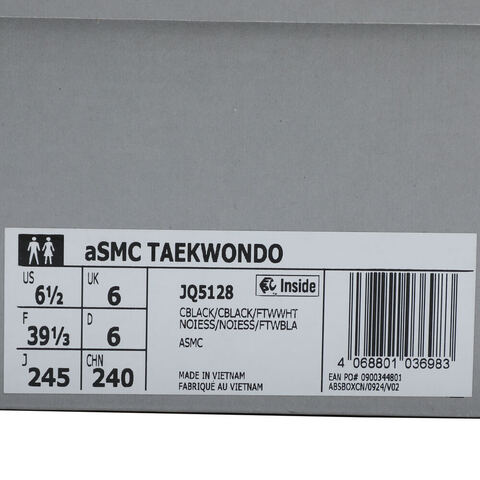 aSMC TAEKWONDO
US 6½ UK 6
F 39⅓ D 6
J 245 CHN 240
JQ5128 Inside
CBLACK/CBLACK/FTWWHT
NOIESS/NOIESS/FTWBLA
ASMC
MADE IN VIETNAM
FABRIQUÉ AU VIETNAM
4 068801 036983
EAN PO# 0900344801
ABSBOXCN/0924/V02